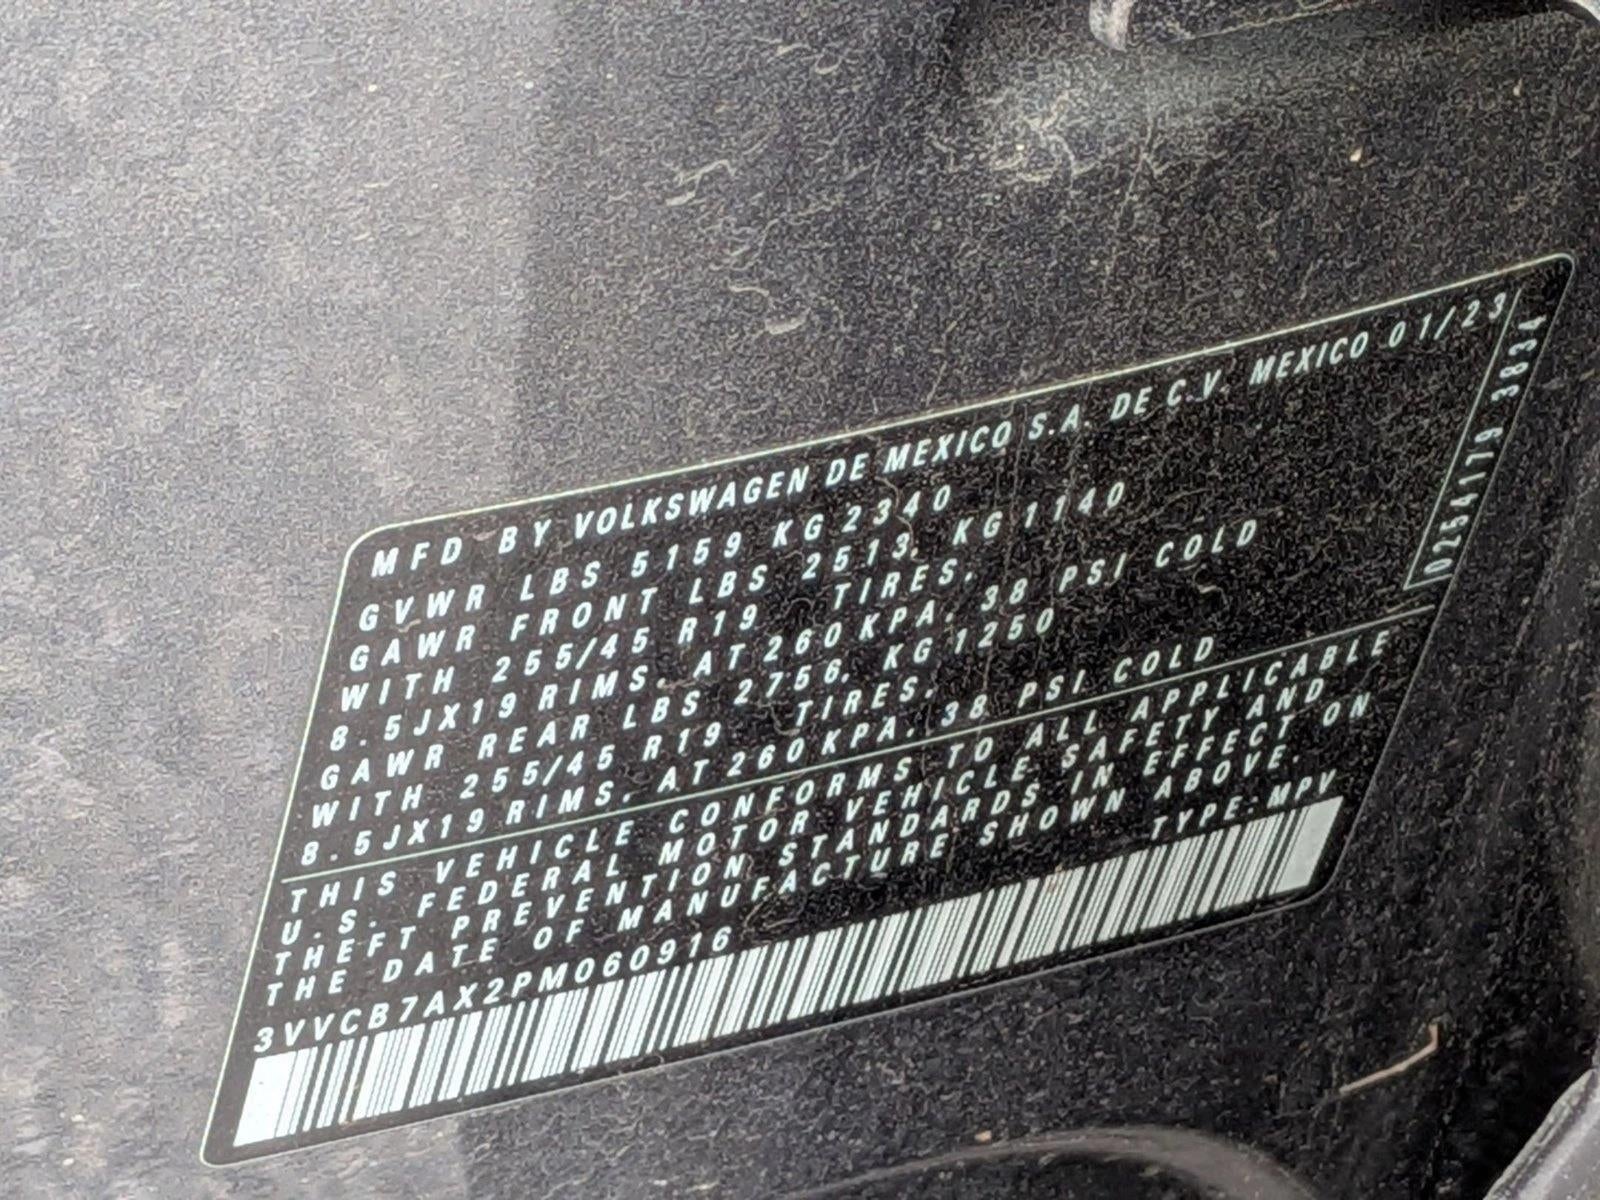 MFD BY VOLKSWAGEN DE MEXICO S.A. DE C.V. MEXICO 01/23
GVWR LBS 5159 KG 2340
GAWR FRONT LBS 2513, KG 1140
WITH 255/45 R19 TIRES,
8.5JX19 RIMS, AT 260 KPA, 38 PSI COLD
GAWR REAR LBS 2756, KG 1250
WITH 255/45 R19 TIRES,
8.5JX19 RIMS, AT 260 KPA, 38 PSI COLD
THIS VEHICLE CONFORMS TO ALL APPLICABLE
U.S. FEDERAL MOTOR VEHICLE SAFETY AND
THEFT PREVENTION STANDARDS IN EFFECT ON
THE DATE OF MANUFACTURE SHOWN ABOVE.
3VVCB7AX2PM060916 TYPE: MPV
0254179 3834